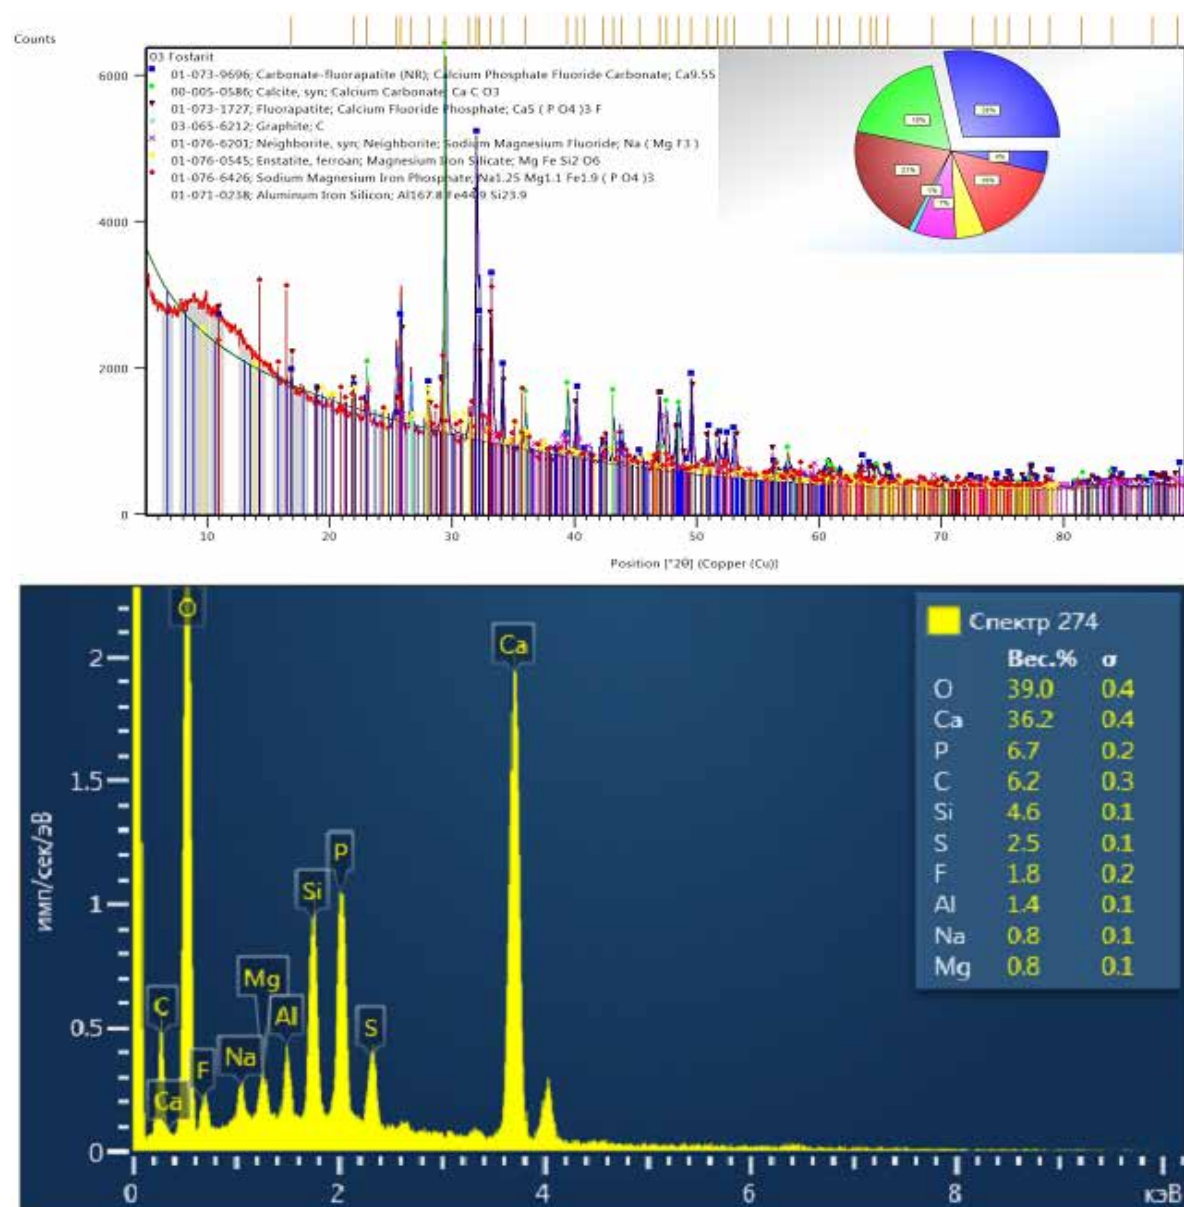 Counts
03 Fosfarit
01-073-9696; Carbonate-fluorapatite (NR); Calcium Phosphate Fluoride Carbonate; Ca9.55
6000
00-005-0586; Calcite, syn; Calcium Carbonate; Ca C O3
01-073-1727; Fluorapatite; Calcium Fluoride Phosphate; Ca5 ( P O4 )3 F
03-065-6212; Graphite; C
01-076-6201; Neighborite, syn; Neighborite; Sodium Magnesium Fluoride; Na ( Mg F3 )
01-076-0545; Enstatite, ferroan; Magnesium Iron Silicate; Mg Fe Si2 O6
01-076-6426; Sodium Magnesium Iron Phosphate; Na1.25 Mg1.1 Fe1.9 ( P O4 )3
01-071-0238; Aluminum Iron Silicon; Al167.8 Fe44.9 Si23.9
4000
2000
0
10 20 30 40 50 60 70 80
Position [°2θ] (Copper (Cu))
O
Спектр 274
Вес.% σ
O 39.0 0.4
Ca 36.2 0.4
P 6.7 0.2
C 6.2 0.3
Si 4.6 0.1
S 2.5 0.1
F 1.8 0.2
Al 1.4 0.1
Na 0.8 0.1
Mg 0.8 0.1
2
Ca
1.5
имп/сек/эВ
P
Si
1
Mg
C
Al
S
0.5
Na
F
Ca
0
0 2 4 6 8 кэВ